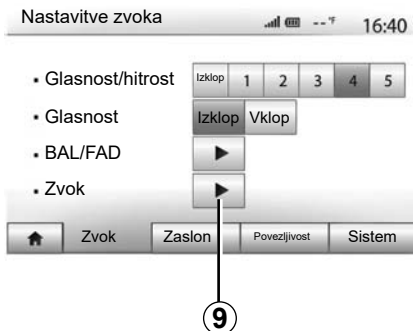 Nastavitve zvoka -- °F 16:40
• Glasnost/hitrost Izklop 1 2 3 4 5
• Glasnost Izklop Vklop
• BAL/FAD
• Zvok
Zvok Zaslon Povezljivost Sistem
9